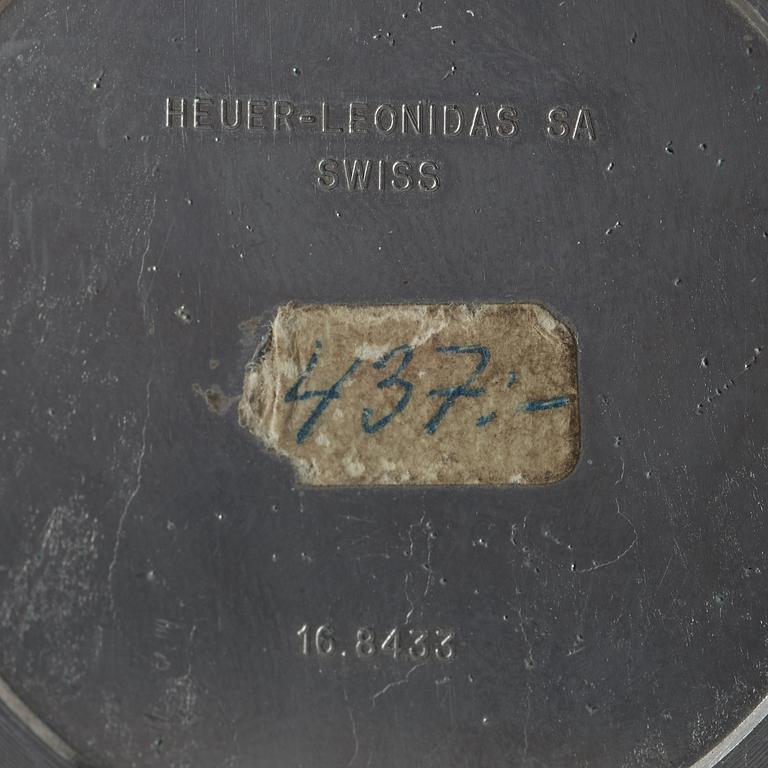 HEUER-LEONIDAS SA
SWISS
437:-
16.8433